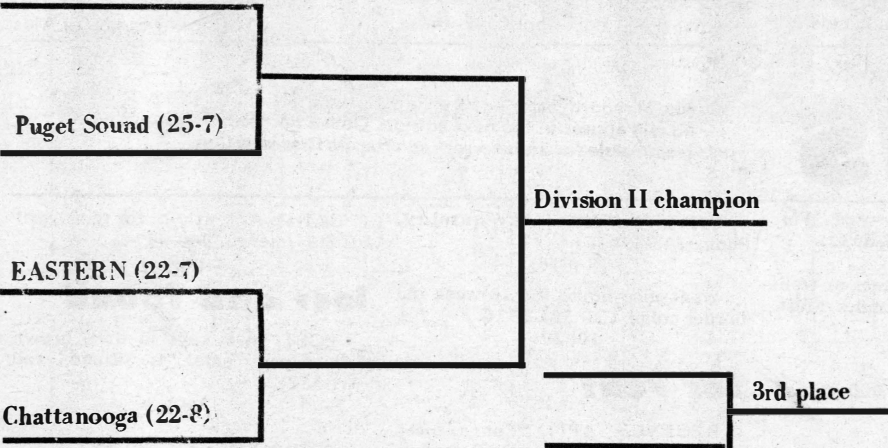 Puget Sound (25-7)
Division II champion
EASTERN (22-7)
Chattanooga (22-8)
3rd place